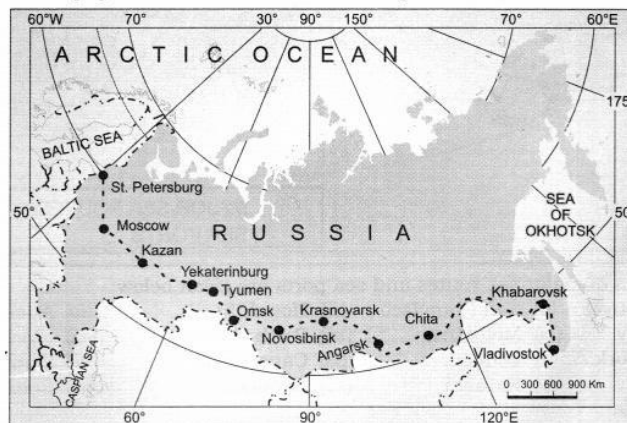 60°W 70° 30° 90° 150° 70° 60°E
ARCTIC OCEAN
175
BALTIC SEA
St. Petersburg
50°
Moscow
RUSSIA
SEA
OF
OKHOTSK
50
Kazan
Yekaterinburg
Tyumen
Omsk
Krasnoyarsk
Chita
Khabarovsk
Novosibirsk
Angarsk
Vladivostok
CASPIAN SEA
0 300 600 900 Km
60° 90° 120°E